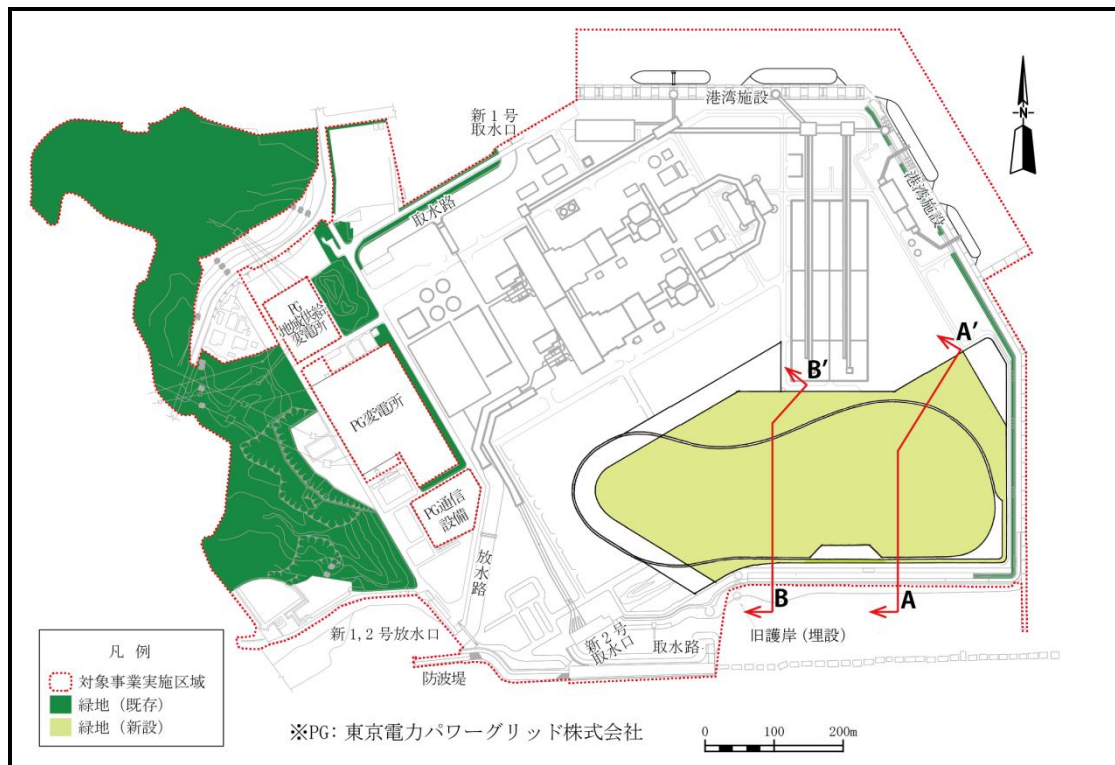 港湾施設
新1号
取水口
N
港湾施設
取水路
PG
地域供給
変電所
A'
B'
PG変電所
PG通信
設備
放水路
B
A
旧護岸（埋設）
新1,2号放水口
新2号
取水口
取水路
防波堤
凡 例
対象事業実施区域
緑地（既存）
緑地（新設）
※PG: 東京電力パワーグリッド株式会社
0 100 200m